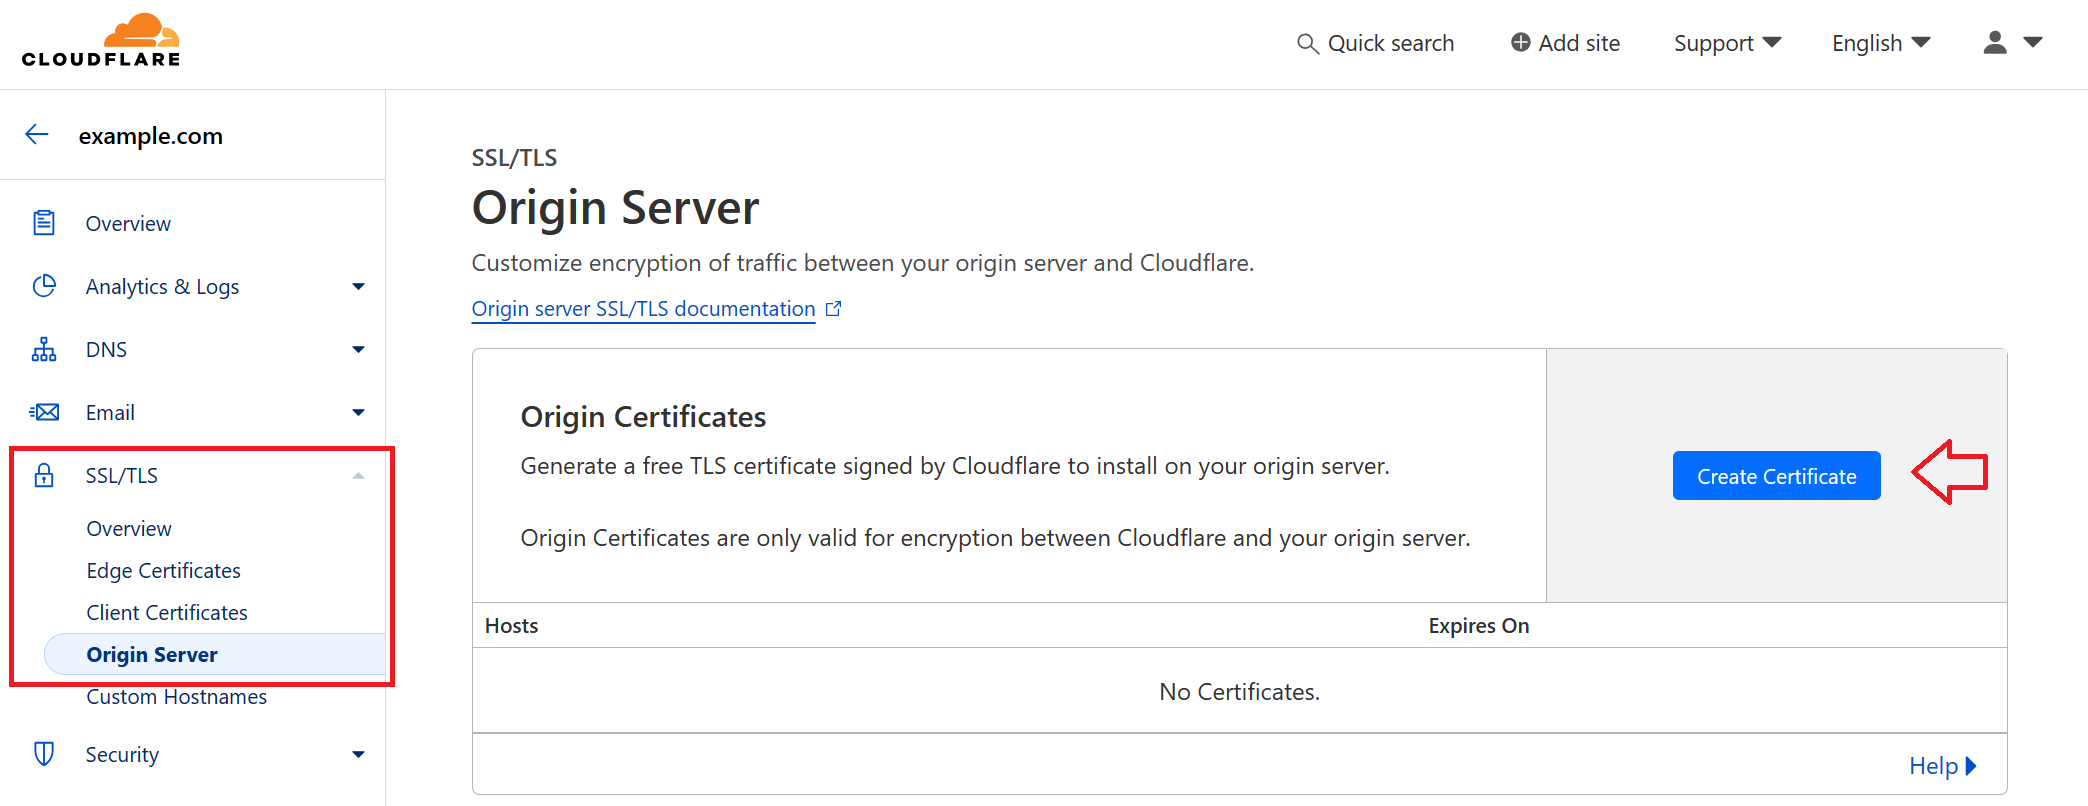 CLOUDFLARE
Quick search
Add site
Support
English
example.com
Overview
Analytics & Logs
DNS
Email
SSL/TLS
Overview
Edge Certificates
Client Certificates
Origin Server
Custom Hostnames
Security
SSL/TLS
Origin Server
Customize encryption of traffic between your origin server and Cloudflare.
Origin server SSL/TLS documentation
Origin Certificates
Generate a free TLS certificate signed by Cloudflare to install on your origin server.
Origin Certificates are only valid for encryption between Cloudflare and your origin server.
Create Certificate
Hosts
Expires On
No Certificates.
Help